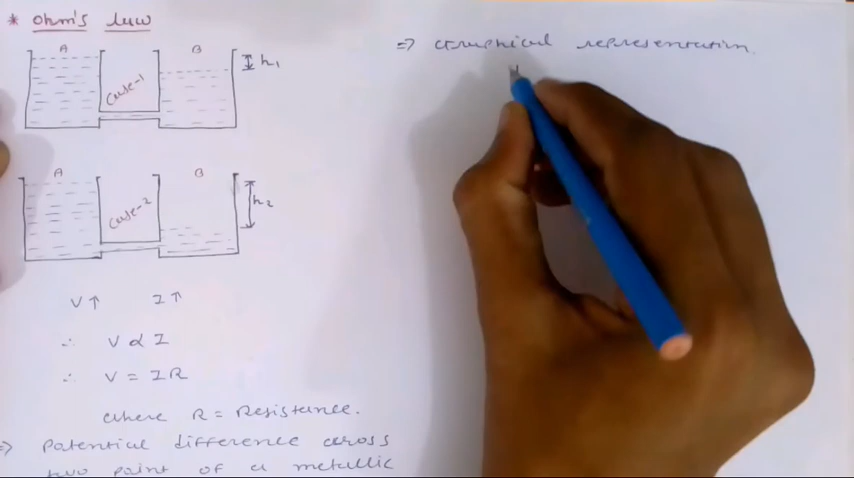 * Ohm's law
A B
h₁
Case-1
A B
h₂
Case-2
V↑ I↑
∴ V ∝ I
∴ V = IR
where R = Resistance.
⇒ Potential difference across
two point of a metallic
⇒ Graphical representation.